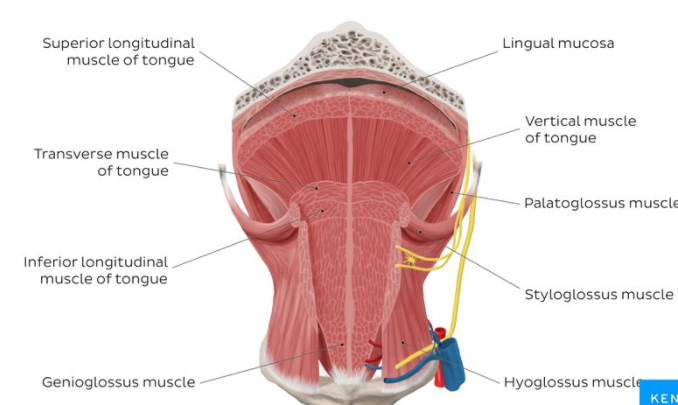 Superior longitudinal
muscle of tongue
Lingual mucosa
Vertical muscle
of tongue
Transverse muscle
of tongue
Palatoglossus muscle
Inferior longitudinal
muscle of tongue
Styloglossus muscle
Genioglossus muscle
Hyoglossus muscle
KEN